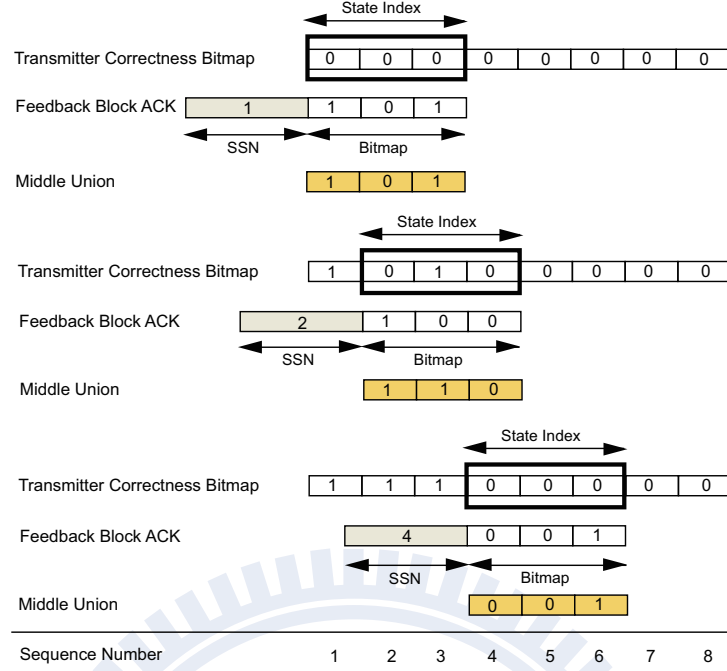 State Index
Transmitter Correctness Bitmap 0 0 0 0 0 0 0 0
Feedback Block ACK 1 1 0 1
SSN Bitmap
Middle Union 1 0 1
State Index
Transmitter Correctness Bitmap 1 0 1 0 0 0 0 0
Feedback Block ACK 2 1 0 0
SSN Bitmap
Middle Union 1 1 0
State Index
Transmitter Correctness Bitmap 1 1 1 0 0 0 0 0
Feedback Block ACK 4 0 0 1
SSN Bitmap
Middle Union 0 0 1
Sequence Number 1 2 3 4 5 6 7 8